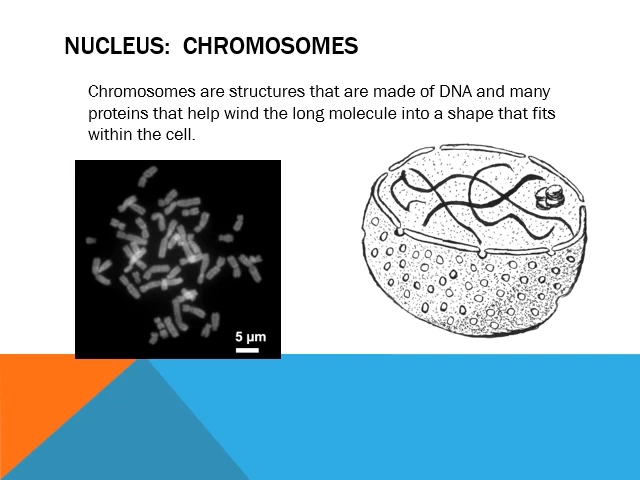 NUCLEUS: CHROMOSOMES
Chromosomes are structures that are made of DNA and many
proteins that help wind the long molecule into a shape that fits
within the cell.
5 µm